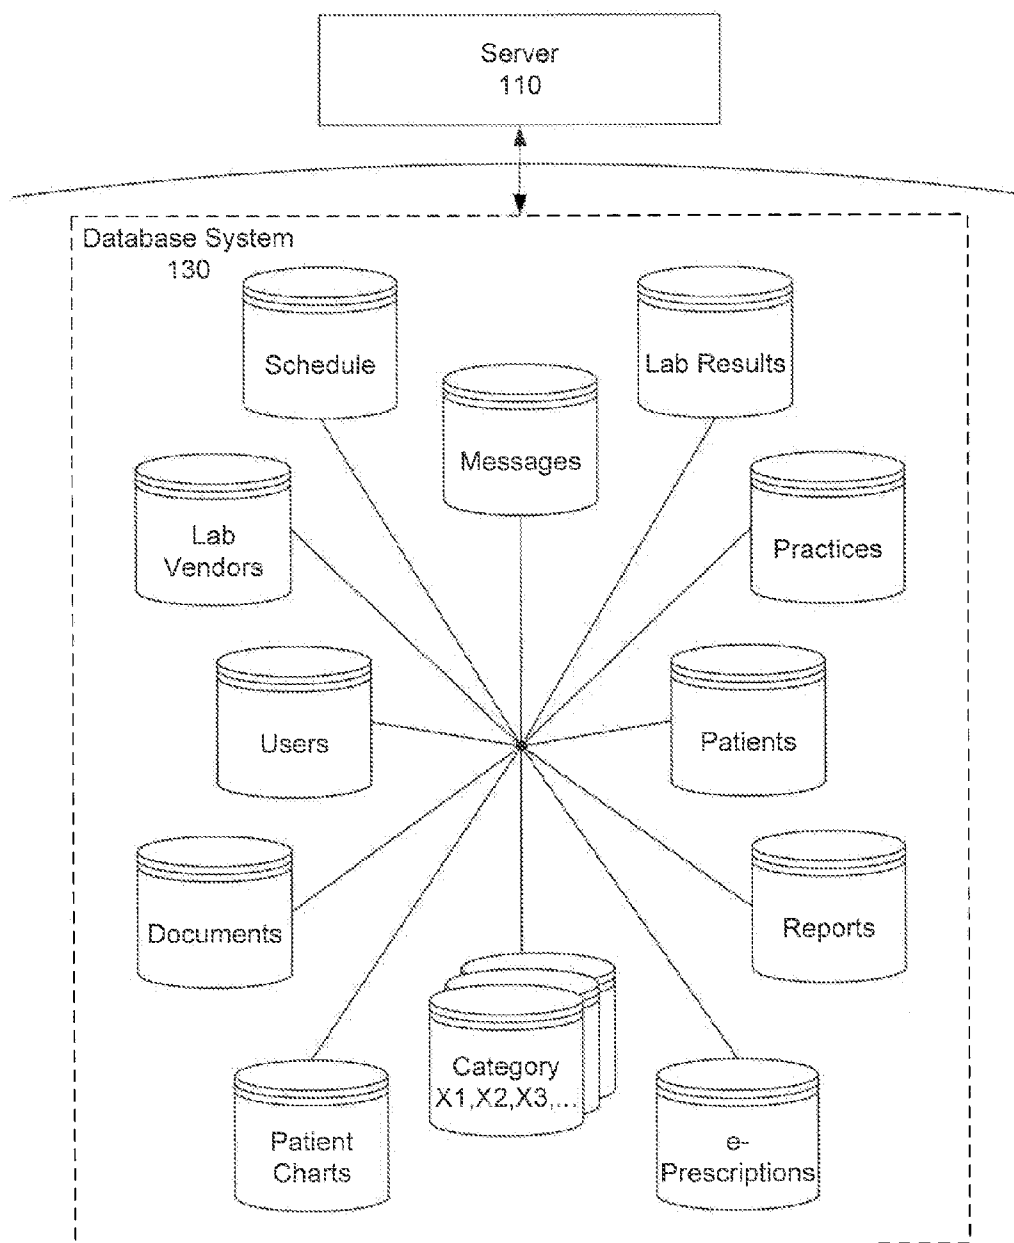 Server
110
Database System
130
Schedule
Lab Results
Messages
Lab
Vendors
Practices
Users
Patients
Documents
Reports
Category
X1,X2,X3,...
Patient
Charts
e-
Prescriptions